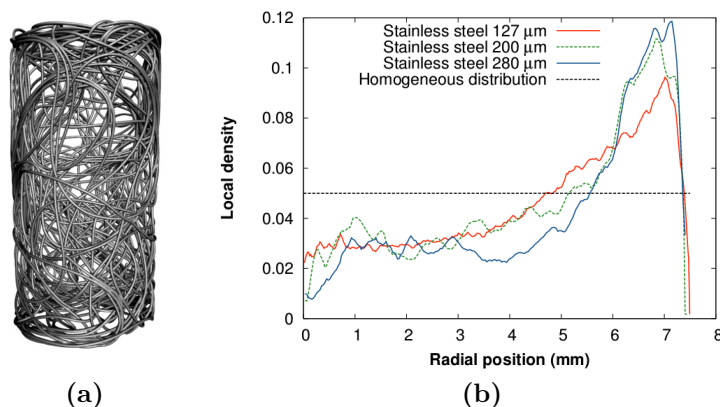 Stainless steel 127 μm
Stainless steel 200 μm
Stainless steel 280 μm
Homogeneous distribution
Local density
0.12
0.1
0.08
0.06
0.04
0.02
0
0 1 2 3 4 5 6 7 8
Radial position (mm)
(a) (b)